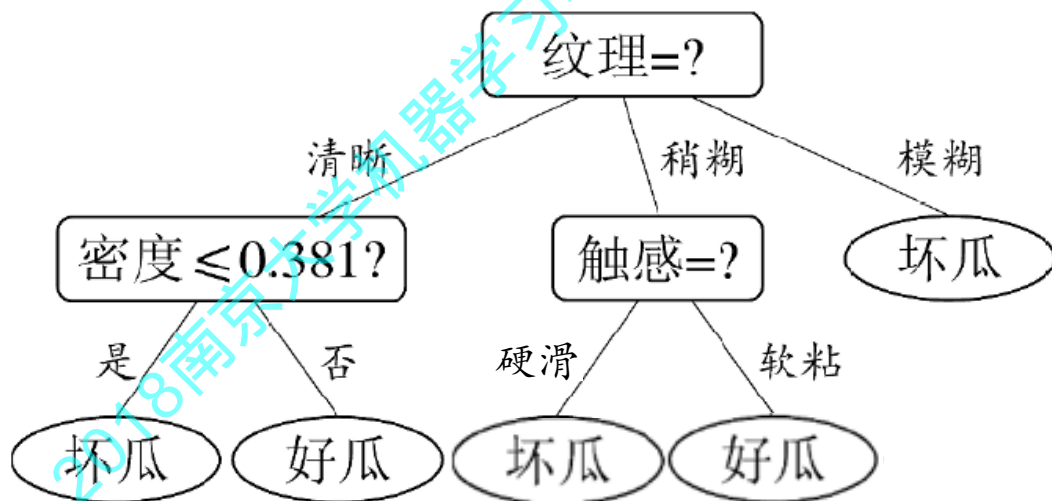 纹理=?
清晰
稍糊
模糊
密度≤0.381?
触感=?
坏瓜
是
否
硬滑
软粘
坏瓜
好瓜
坏瓜
好瓜
2018南京大学机器学习